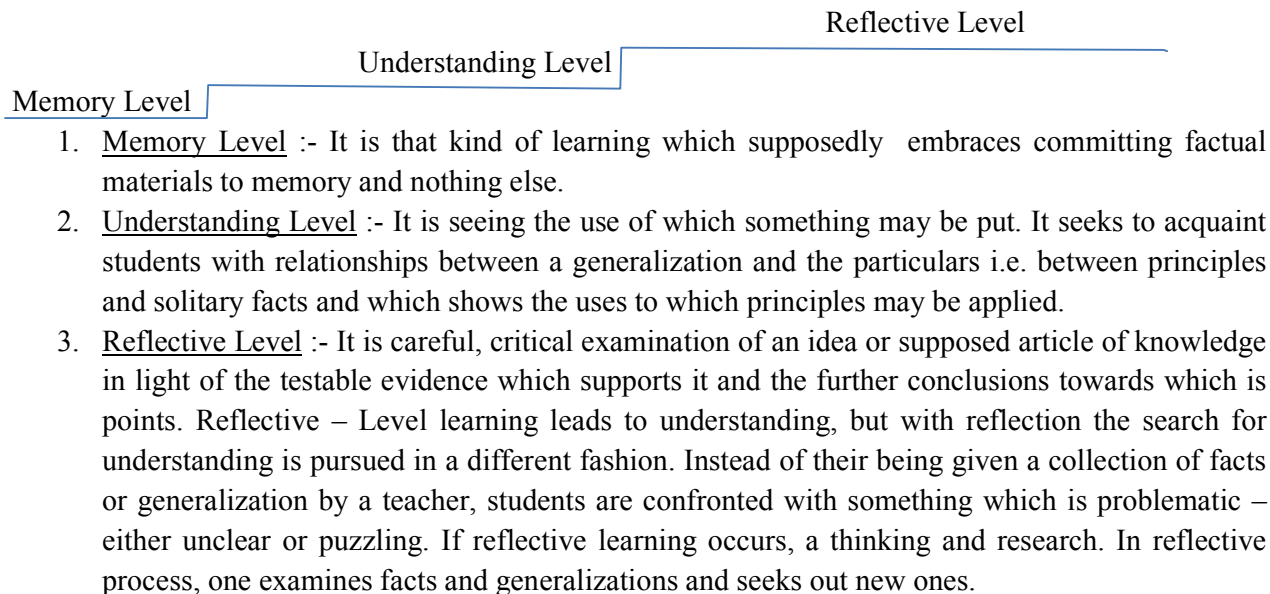 Reflective Level
Understanding Level
Memory Level
1. Memory Level :- It is that kind of learning which supposedly embraces committing factual
materials to memory and nothing else.
2. Understanding Level :- It is seeing the use of which something may be put. It seeks to acquaint
students with relationships between a generalization and the particulars i.e. between principles
and solitary facts and which shows the uses to which principles may be applied.
3. Reflective Level :- It is careful, critical examination of an idea or supposed article of knowledge
in light of the testable evidence which supports it and the further conclusions towards which is
points. Reflective – Level learning leads to understanding, but with reflection the search for
understanding is pursued in a different fashion. Instead of their being given a collection of facts
or generalization by a teacher, students are confronted with something which is problematic –
either unclear or puzzling. If reflective learning occurs, a thinking and research. In reflective
process, one examines facts and generalizations and seeks out new ones.